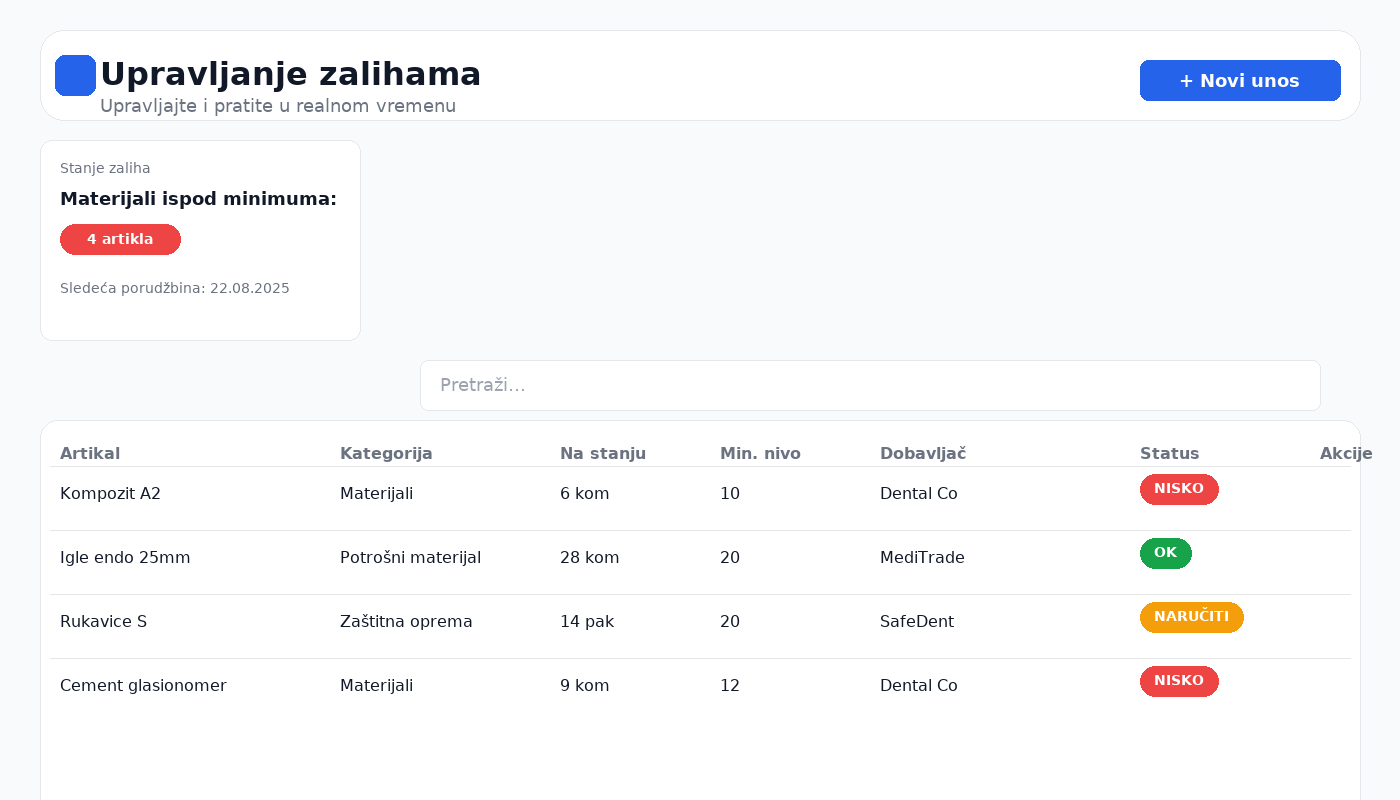 Upravljanje zalihama
Upravljajte i pratite u realnom vremenu
+ Novi unos
Stanje zaliha
Materijali ispod minimuma:
4 artikla
Sledeća porudžbina: 22.08.2025
Pretraži…
Artikal Kategorija Na stanju Min. nivo Dobavljač Status Akcije
Kompozit A2 Materijali 6 kom 10 Dental Co NISKO
Igle endo 25mm Potrošni materijal 28 kom 20 MediTrade OK
Rukavice S Zaštitna oprema 14 pak 20 SafeDent NARUČITI
Cement glasionomer Materijali 9 kom 12 Dental Co NISKO